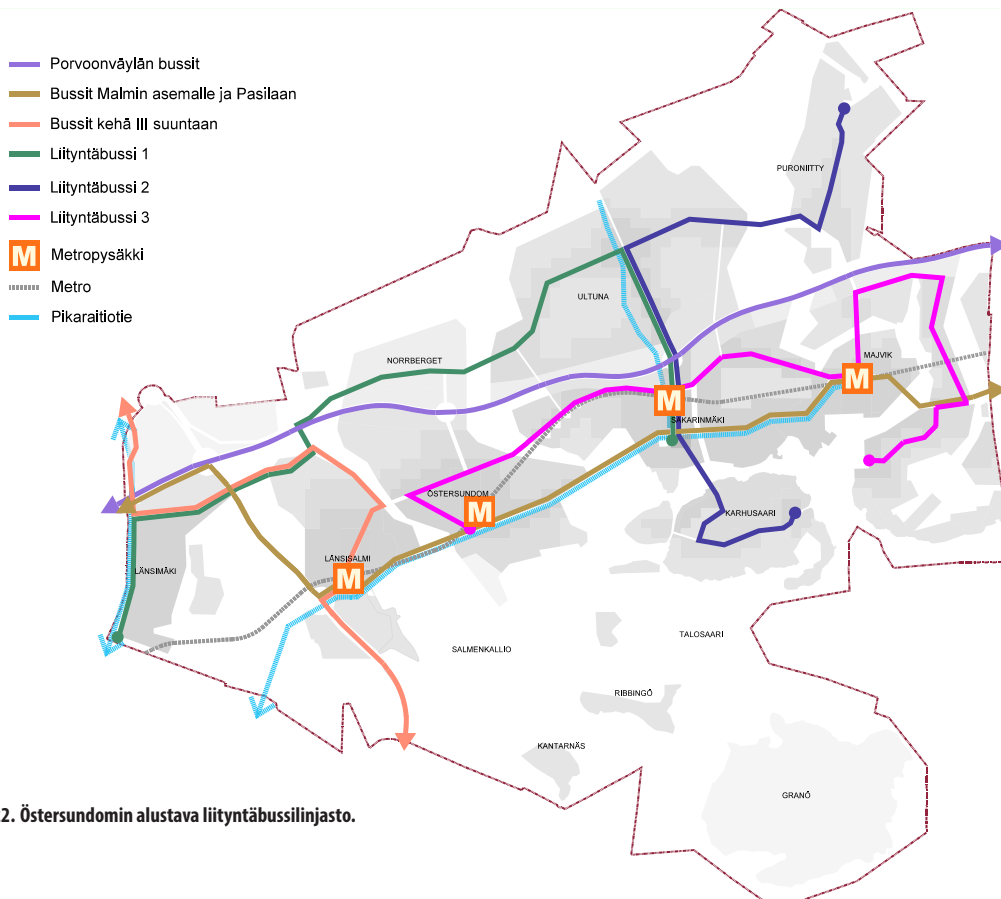 Porvoonväylän bussit
Bussit Malmin asemalle ja Pasilaan
Bussit kehä III suuntaan
Liityntäbussi 1
Liityntäbussi 2
Liityntäbussi 3
M Metropysäkki
Metro
Pikaraitiotie
PURONIITTY
ULTUNA
NORRBERGET
MAJVIK
M
M
SAKARINMÄKI
ÖSTERSUNDOM
M
KARHUSAARI
LÄNSISALMI
M
LÄNSIMÄKI
TALOSAARI
SALMENKALLIO
RIBBINGÖ
KANTARNÄS
GRANÖ
2. Östersundomin alustava liityntäbussilinjasto.